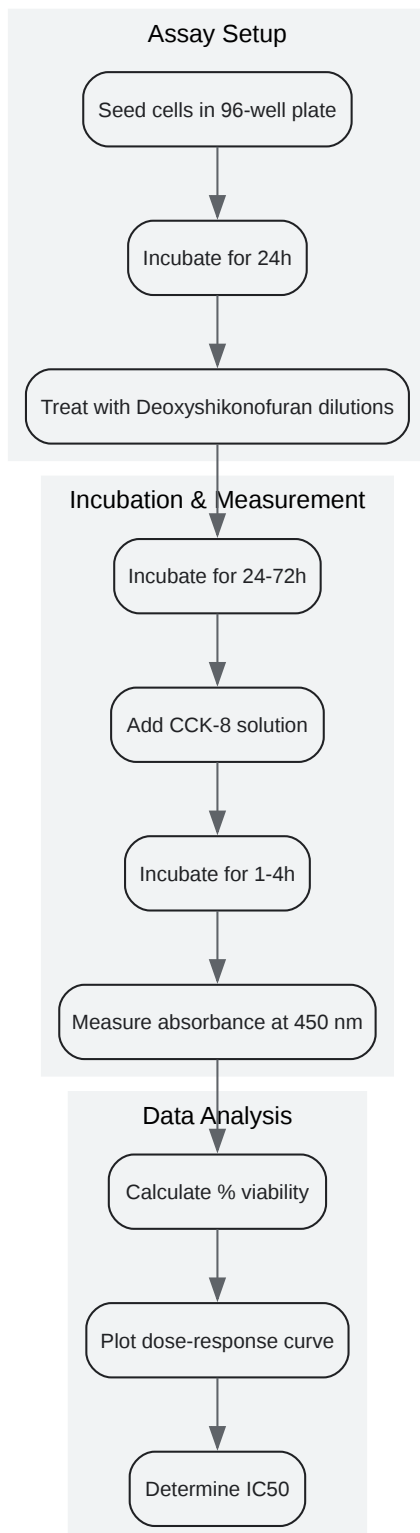 Assay Setup
Seed cells in 96-well plate
Incubate for 24h
Treat with Deoxyshikonofuran dilutions
Incubation & Measurement
Incubate for 24-72h
Add CCK-8 solution
Incubate for 1-4h
Measure absorbance at 450 nm
Data Analysis
Calculate % viability
Plot dose-response curve
Determine IC50